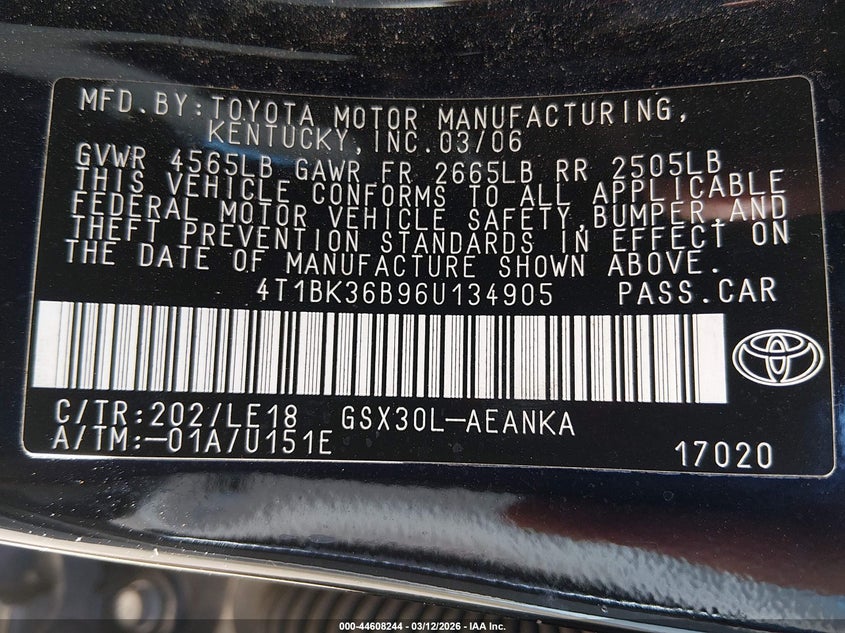 MFD.BY:TOYOTA MOTOR MANUFACTURING,
KENTUCKY,INC.03/06
GVWR 4565LB GAWR FR 2665LB RR 2505LB
THIS VEHICLE CONFORMS TO ALL APPLICABLE
FEDERAL MOTOR VEHICLE SAFETY,BUMPER,AND
THEFT PREVENTION STANDARDS IN EFFECT ON
THE DATE OF MANUFACTURE SHOWN ABOVE.
4T1BK36B96U134905 PASS.CAR
C/TR:202/LE18 GSX30L-AEANKA
A/TM:-01A/U151E 17020
000-44608244 - 03/12/2026 - IAA Inc.